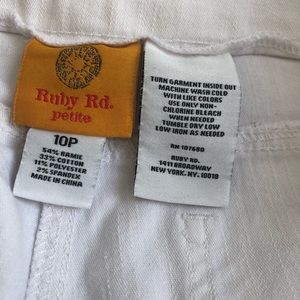 Ruby Rd.
petite
10P
54% RAMIE
33% COTTON
11% POLYESTER
2% SPANDEX
MADE IN CHINA
TURN GARMENT INSIDE OUT
MACHINE WASH COLD
WITH LIKE COLORS
USE ONLY NON-
CHLORINE BLEACH
WHEN NEEDED
TUMBLE DRY LOW
LOW IRON AS NEEDED
RN 107680
RUBY RD.
1411 BROADWAY
NEW YORK, NY. 10018